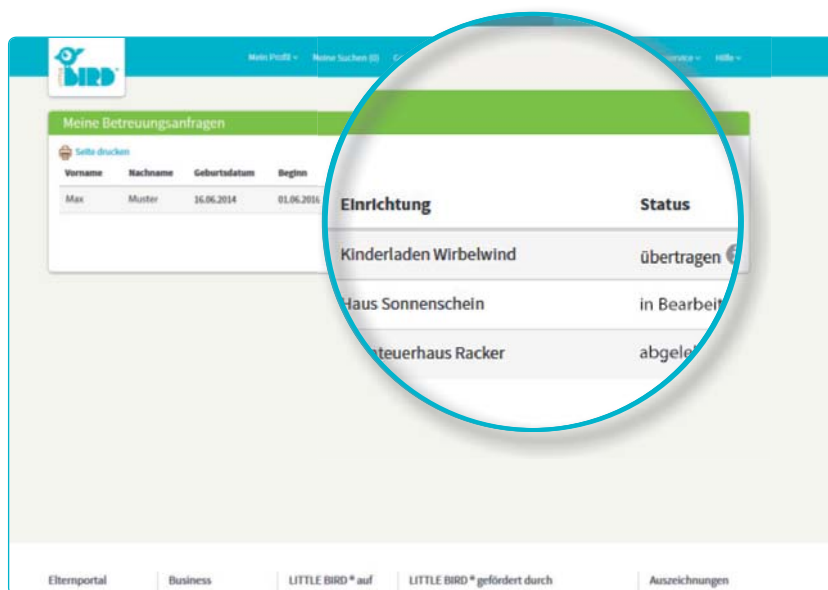 BIRD
Mein Profil Meine Suchen (0) Hilfe
Meine Betreuungsanfragen
Seite drucken
Vorname Nachname Geburtsdatum Beginn
Max Muster 16.06.2014 01.06.2016
Einrichtung Status
Kinderladen Wirbelwind übertragen
Haus Sonnenschein in Bearbeit
teuerhaus Racker abgele
Elternportal Business LITTLE BIRD® auf LITTLE BIRD® gefördert durch Auszeichnungen